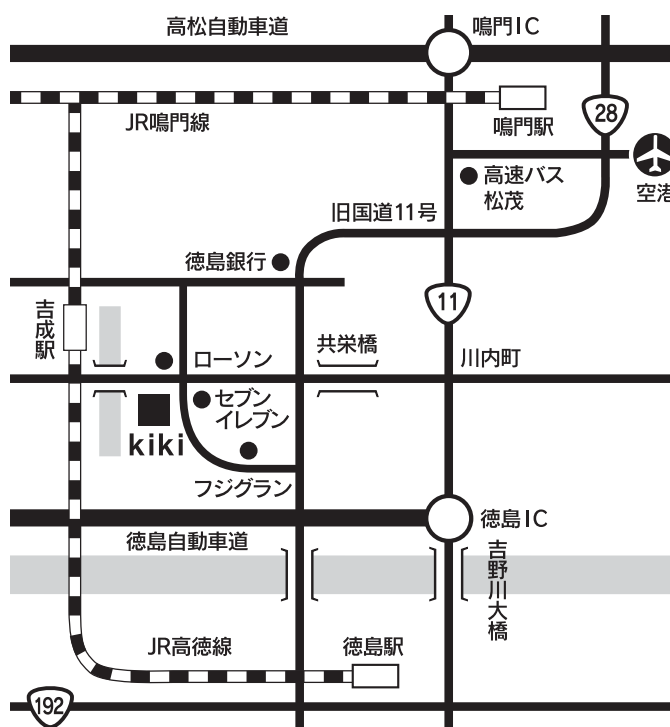 高松自動車道
鳴門IC
JR鳴門線
鳴門駅
28
高速バス
松茂
空港
旧国道11号
徳島銀行
11
吉成駅
ローソン
共栄橋
川内町
セブン
イレブン
kiki
フジグラン
徳島IC
徳島自動車道
吉野川大橋
JR高徳線
徳島駅
192